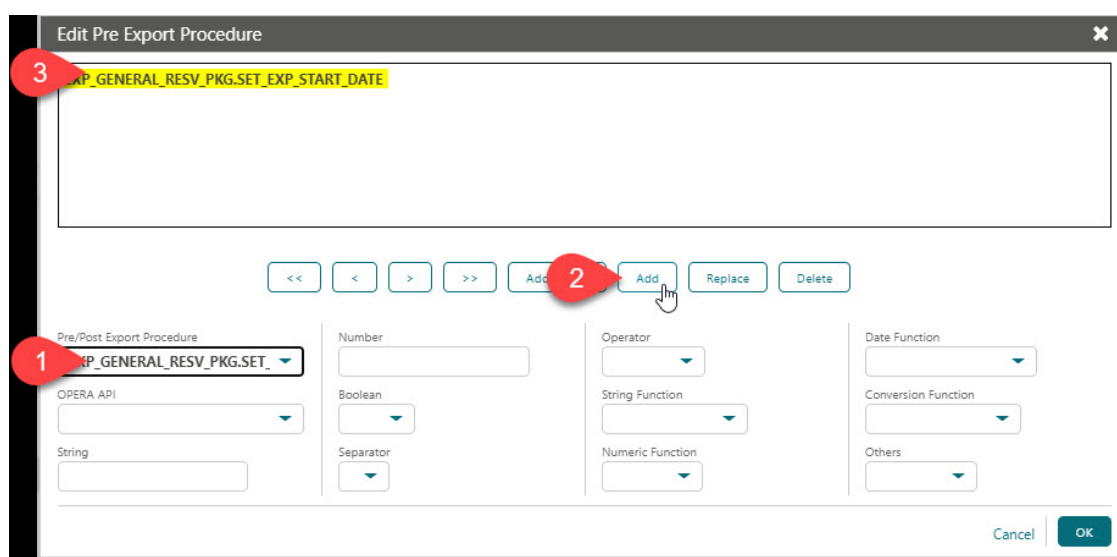 Edit Pre Export Procedure
3
XP_GENERAL_RESV_PKG.SET_EXP_START_DATE
<< < > >> Add 2 Add Replace Delete
Pre/Post Export Procedure Number Operator Date Function
1 XP_GENERAL_RESV_PKG.SET_
OPERA API Boolean String Function Conversion Function
String Separator Numeric Function Others
Cancel OK